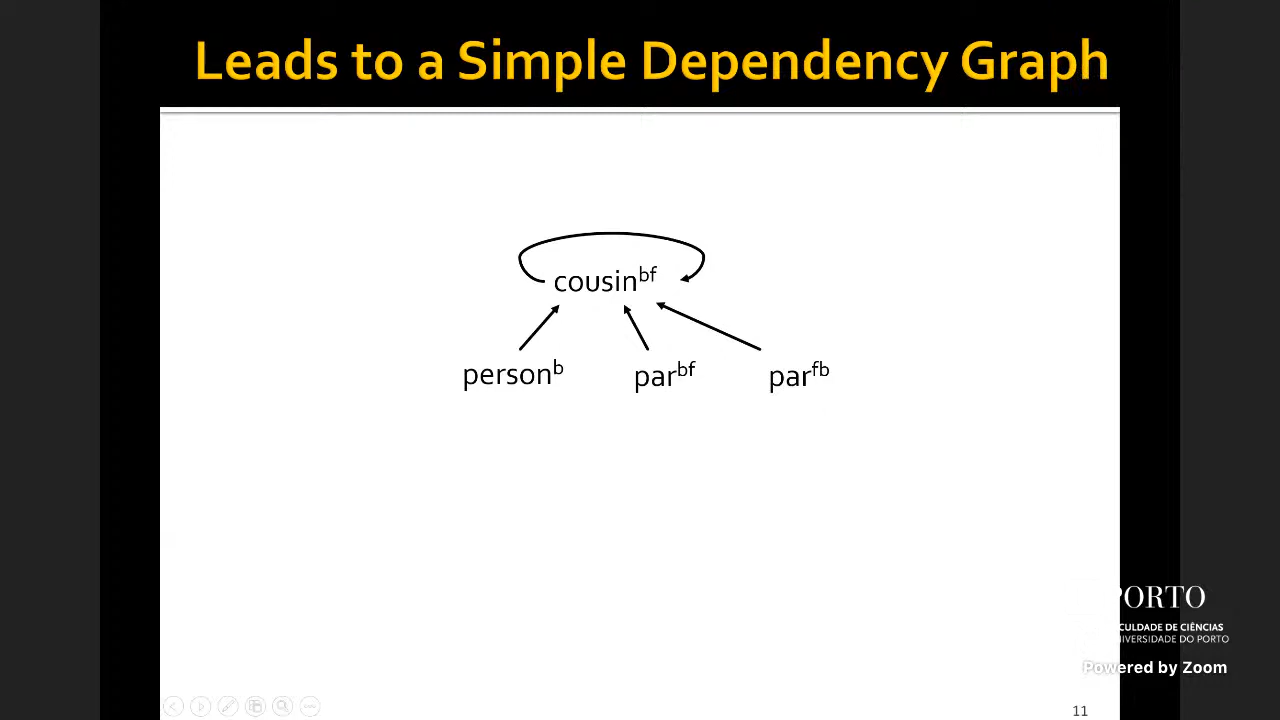 Leads to a Simple Dependency Graph
cousinbf
personb parbf parfb
PORTO
CULDADE DE CIÊNCIAS
IVERSIDADE DO PORTO
Powered by Zoom
11